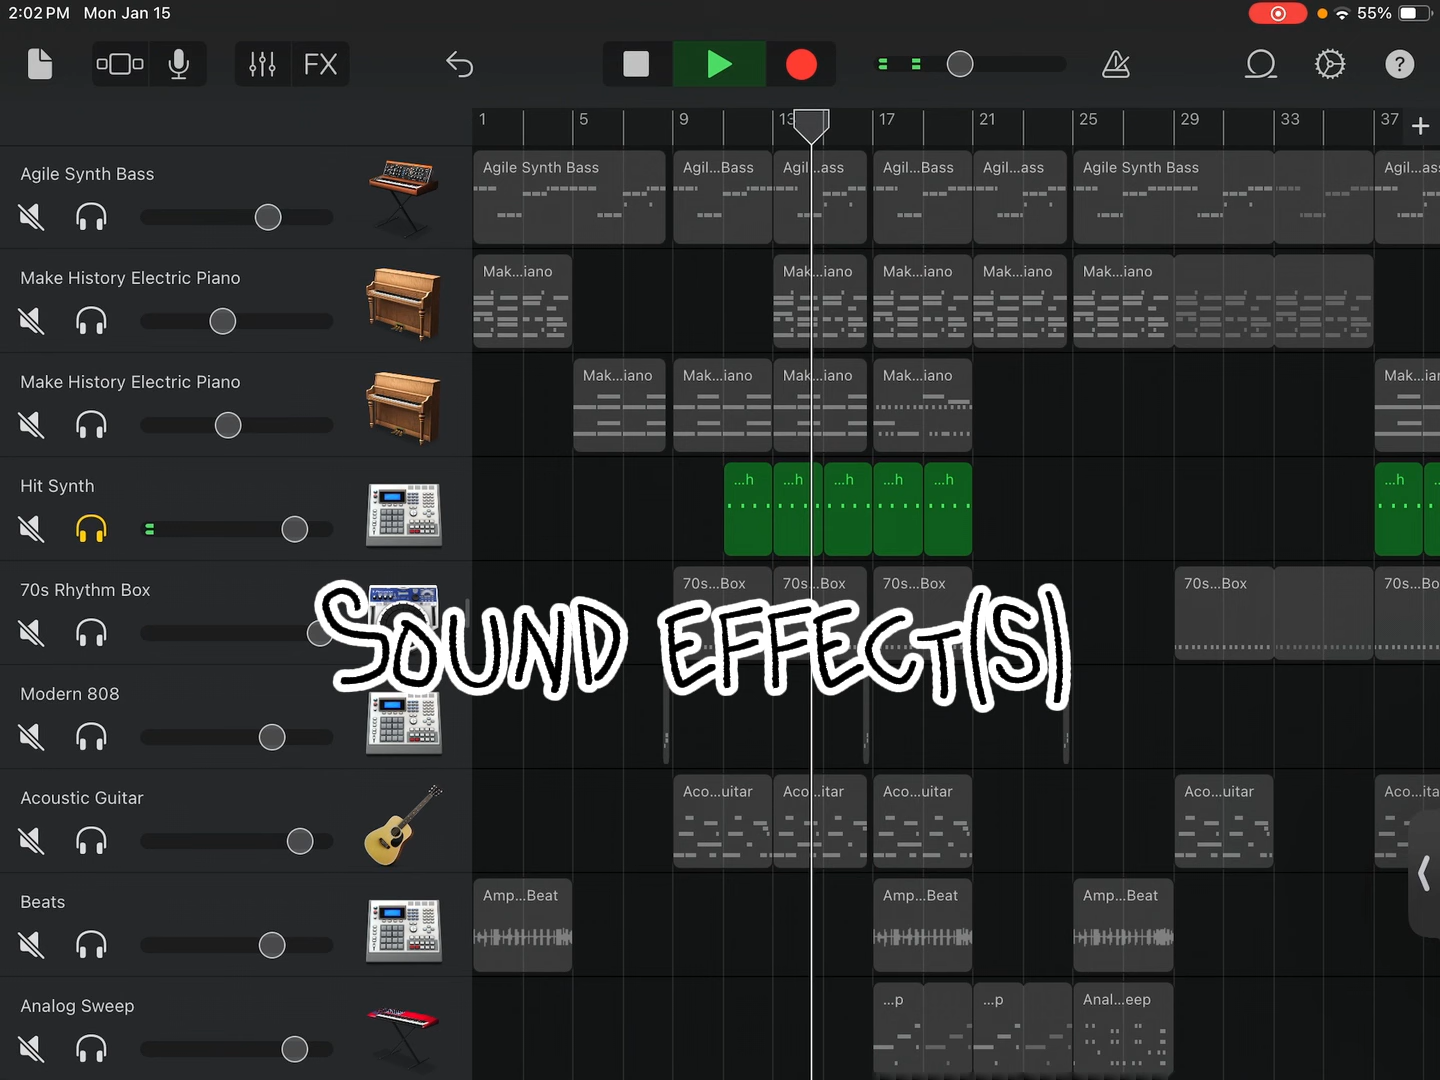 2:02 PM Mon Jan 15 55%
FX ?
1 5 9 13 17 21 25 29 33 37 +
Agile Synth Bass
Agile Synth Bass Agil...Bass Agil...ass Agil...Bass Agil...ass Agile Synth Bass Agil...ass
Make History Electric Piano
Mak...iano Mak...iano Mak...iano Mak...iano Mak...iano
Make History Electric Piano
Mak...iano Mak...iano Mak...iano Mak...iano Mak...ian
Hit Synth
...h ...h ...h ...h ...h ...h
70s Rhythm Box
70s...Box 70s...Box 70s...Box 70s...Box 70s...Bo
SOUND EFFECT(S)
Modern 808
Acoustic Guitar
Aco...uitar Aco...itar Aco...uitar Aco...uitar Aco...ita
Beats
Amp...Beat Amp...Beat Amp...Beat
Analog Sweep
...p ...p Anal...eep